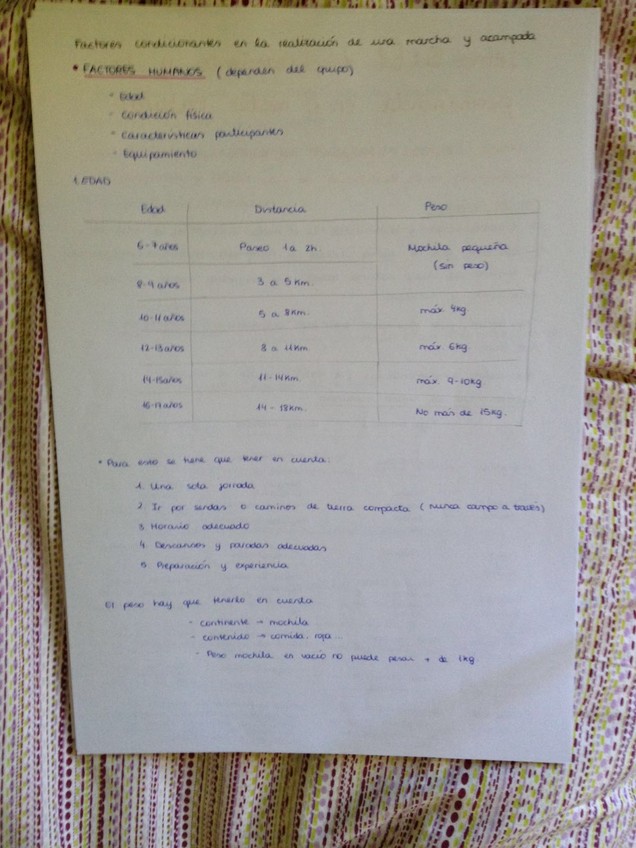 Factores condicionantes en la realización de una marcha y acampada
• FACTORES HUMANOS (dependen del equipo)
- Edad
- Condición física
- Características participantes
- Equipamiento
1. EDAD
Edad Distancia Peso
6-7 años Paseo 1 a 2h. Mochila pequeña
(sin peso)
8-9 años 3 a 5 Km.
10-11 años 5 a 8 Km. máx. 4kg
12-13 años 8 a 11 Km. máx. 6kg.
14-15 años 11-14 Km. máx. 9-10kg
16-17 años 14 - 18 Km. No más de 15kg.
• Para esto se tiene que tener en cuenta:
1. Una sola jornada
2. Ir por sendas o caminos de tierra compacta (nunca campo a través)
3. Horario adecuado
4. Descansos y paradas adecuadas
5. Preparación y experiencia
El peso hay que tenerlo en cuenta
- continente → mochila
- contenido → comida, ropa...
- Peso mochila en vacío no puede pesar + de 1kg